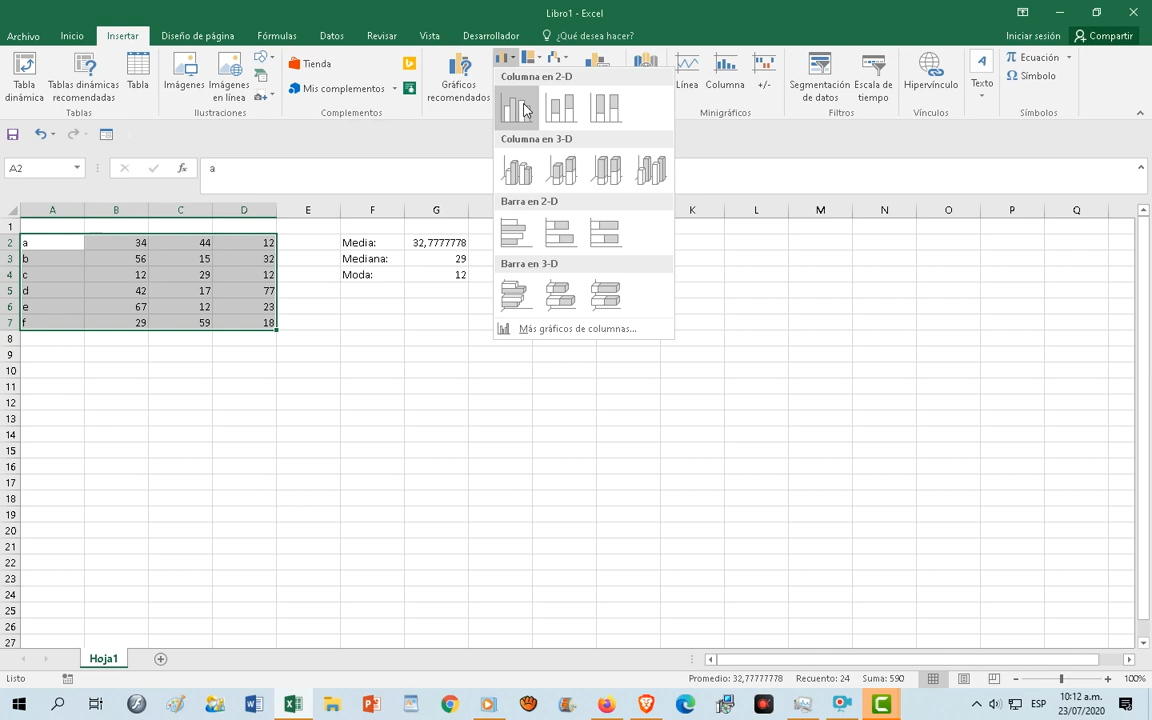 Libro1 - Excel
Archivo Inicio Insertar Diseño de página Fórmulas Datos Revisar Vista Desarrollador ¿Qué desea hacer? Iniciar sesión Compartir
Tabla dinámica
Tablas dinámicas recomendadas
Tabla
Imágenes
Imágenes en línea
Tienda
Mis complementos
Gráficos recomendados
Línea
Columna
+/-
Segmentación de datos
Escala de tiempo
Hipervínculo
Texto
Ecuación
Símbolo
Tablas Ilustraciones Complementos Minigráficos Filtros Vínculos Símbolos
Columna en 2-D
Columna en 3-D
Barra en 2-D
Barra en 3-D
Más gráficos de columnas...
A2 fx a
A B C D E F G K L M N O P Q
1
2 a 34 44 12 Media: 32,7777778
3 b 56 15 32 Mediana: 29
4 c 12 29 12 Moda: 12
5 d 42 17 77
6 e 67 12 23
7 f 29 59 18
8
9
10
11
12
13
14
15
16
17
18
19
20
21
22
23
24
25
26
27
Hoja1
Listo Promedio: 32,77777778 Recuento: 24 Suma: 590 100%
ESP 10:12 a.m.
23/07/2020